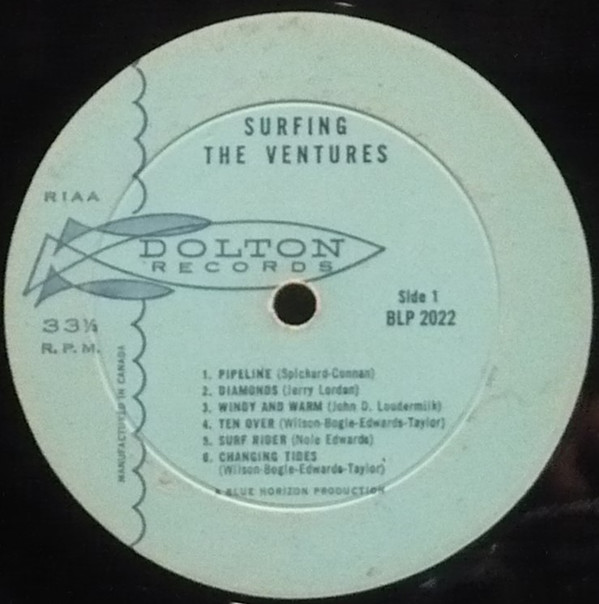 SURFING
THE VENTURES
RIAA
DOLTON
RECORDS
33⅓
R.P.M.
Side 1
BLP 2022
MANUFACTURED IN CANADA
1. PIPELINE (Spickard-Connan)
2. DIAMONDS (Jerry Lordan)
3. WINDY AND WARM (John D. Loudermilk)
4. TEN OVER (Wilson-Bogle-Edwards-Taylor)
5. SURF RIDER (Nole Edwards)
6. CHANGING TIDES
(Wilson-Bogle-Edwards-Taylor)
A BLUE HORIZON PRODUCTION